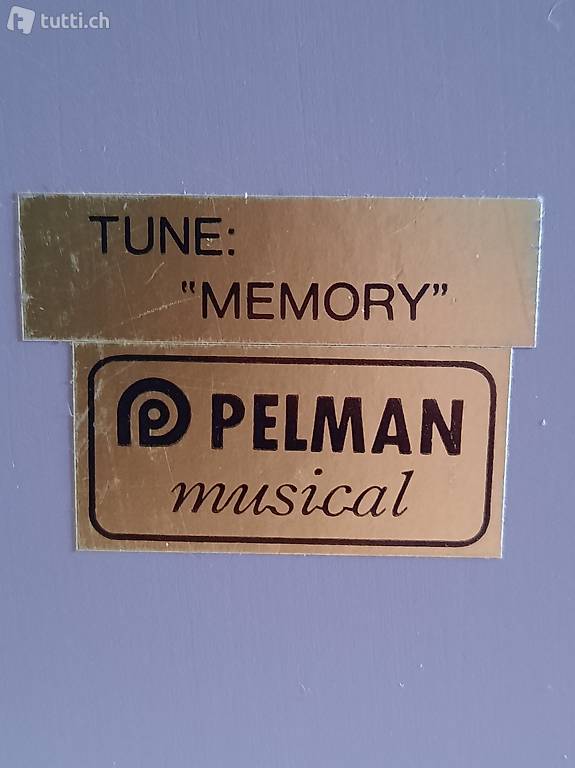 tutti.ch
TUNE:
"MEMORY"
PELMAN
musical